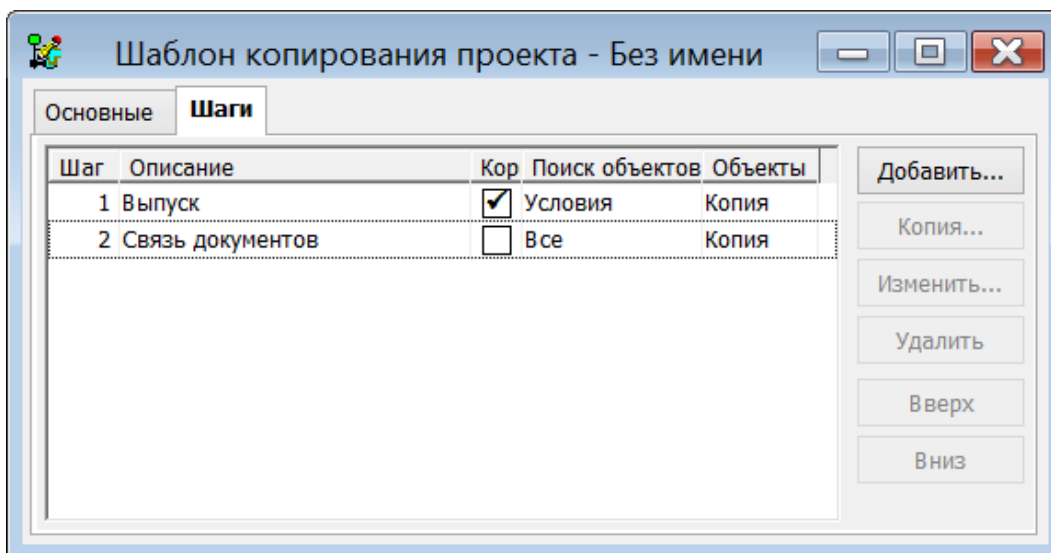 Шаблон копирования проекта - Без имени
Основные Шаги
Шаг Описание Кор Поиск объектов Объекты
1 Выпуск Условия Копия
2 Связь документов Все Копия
Добавить...
Копия...
Изменить...
Удалить
Вверх
Вниз